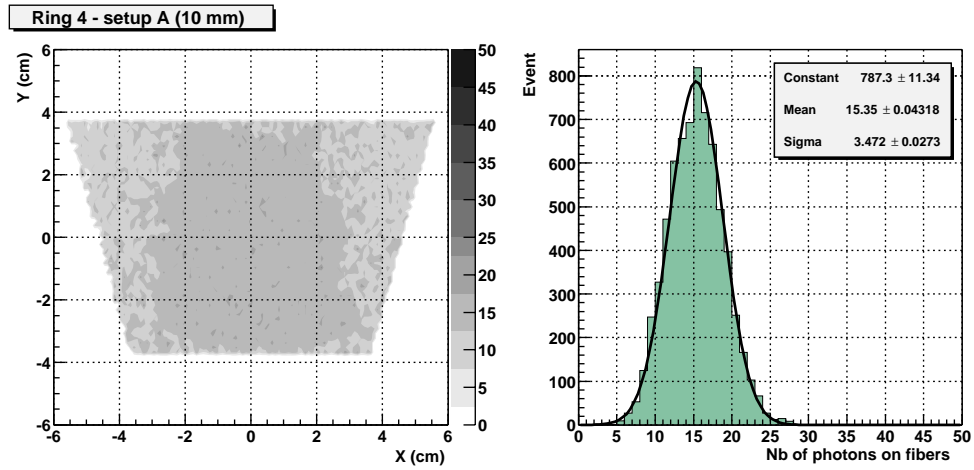 Ring 4 - setup A (10 mm)
Y (cm)
6
4
2
0
-2
-4
-6
-6 -4 -2 0 2 4 6
X (cm)
50
45
40
35
30
25
20
15
10
5
0
Event
800
700
600
500
400
300
200
100
0
0 5 10 15 20 25 30 35 40 45 50
Nb of photons on fibers
Constant 787.3 ± 11.34
Mean 15.35 ± 0.04318
Sigma 3.472 ± 0.0273